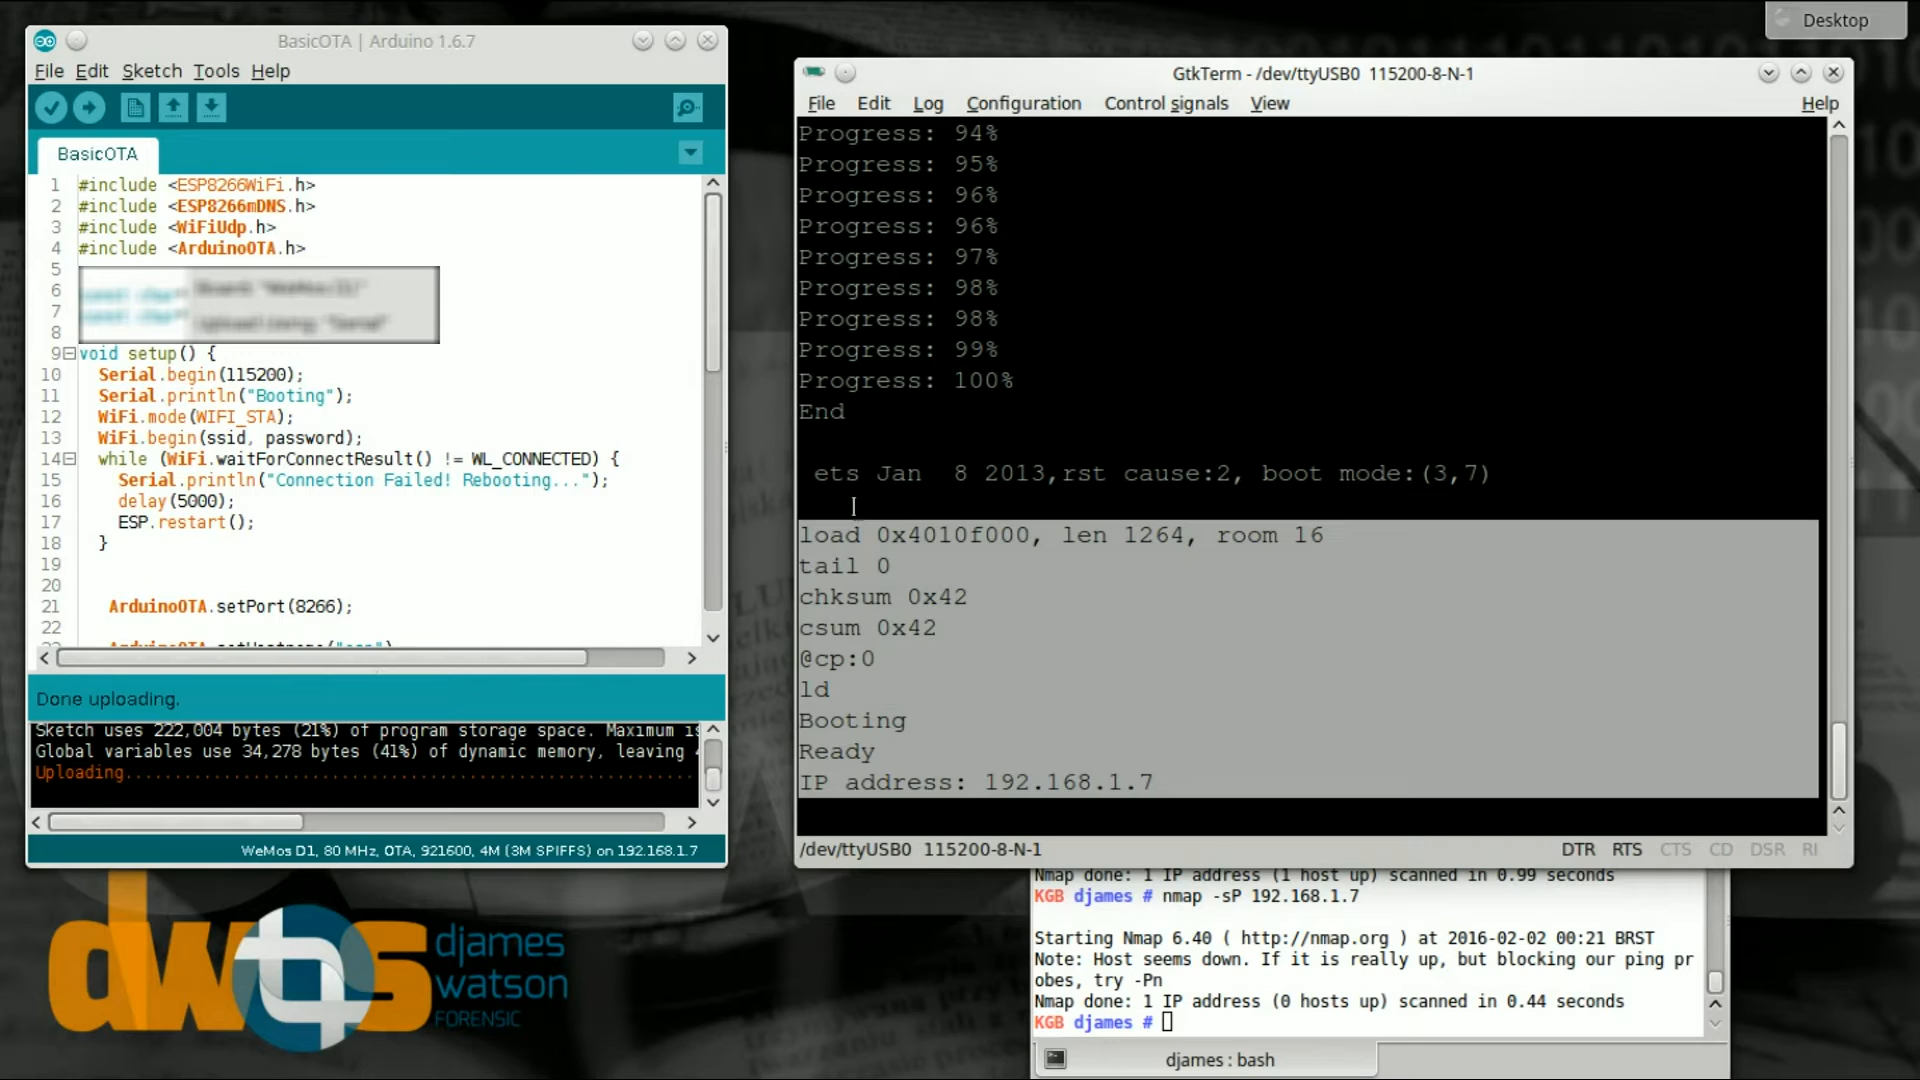 Desktop
BasicOTA | Arduino 1.6.7
File Edit Sketch Tools Help
BasicOTA
1 #include <ESP8266WiFi.h>
2 #include <ESP8266mDNS.h>
3 #include <WiFiUdp.h>
4 #include <ArduinoOTA.h>
5
6
7
8
9 void setup() {
10 Serial.begin(115200);
11 Serial.println("Booting");
12 WiFi.mode(WIFI_STA);
13 WiFi.begin(ssid, password);
14 while (WiFi.waitForConnectResult() != WL_CONNECTED) {
15 Serial.println("Connection Failed! Rebooting...");
16 delay(5000);
17 ESP.restart();
18 }
19
20
21 ArduinoOTA.setPort(8266);
22
Done uploading.
Sketch uses 222,004 bytes (21%) of program storage space. Maximum
Global variables use 34,278 bytes (41%) of dynamic memory, leaving
Uploading......................................................................
WeMos D1, 80 MHz, OTA, 921600, 4M (3M SPIFFS) on 192.168.1.7
GtkTerm - /dev/ttyUSB0 115200-8-N-1
File Edit Log Configuration Control signals View Help
Progress: 94%
Progress: 95%
Progress: 96%
Progress: 96%
Progress: 97%
Progress: 98%
Progress: 98%
Progress: 99%
Progress: 100%
End
ets Jan 8 2013,rst cause:2, boot mode:(3,7)
load 0x4010f000, len 1264, room 16
tail 0
chksum 0x42
csum 0x42
@cp:0
ld
Booting
Ready
IP address: 192.168.1.7
/dev/ttyUSB0 115200-8-N-1 DTR RTS CTS CD DSR RI
Nmap done: 1 IP address (1 host up) scanned in 0.99 seconds
KGB djames # nmap -sP 192.168.1.7
Starting Nmap 6.40 ( http://nmap.org ) at 2016-02-02 00:21 BRST
Note: Host seems down. If it is really up, but blocking our ping pr
obes, try -Pn
Nmap done: 1 IP address (0 hosts up) scanned in 0.44 seconds
KGB djames #
djames : bash
djames
watson
FORENSIC